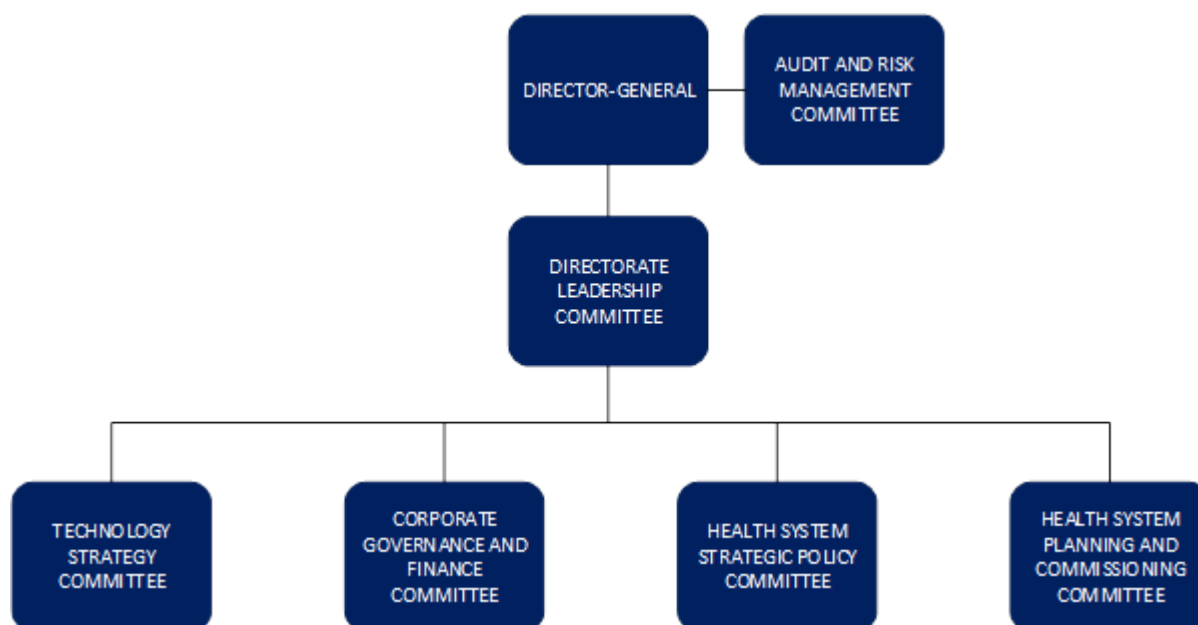 DIRECTOR-GENERAL
AUDIT AND RISK
MANAGEMENT
COMMITTEE
DIRECTORATE
LEADERSHIP
COMMITTEE
TECHNOLOGY
STRATEGY
COMMITTEE
CORPORATE
GOVERNANCE AND
FINANCE
COMMITTEE
HEALTH SYSTEM
STRATEGIC POLICY
COMMITTEE
HEALTH SYSTEM
PLANNING AND
COMMISSIONING
COMMITTEE